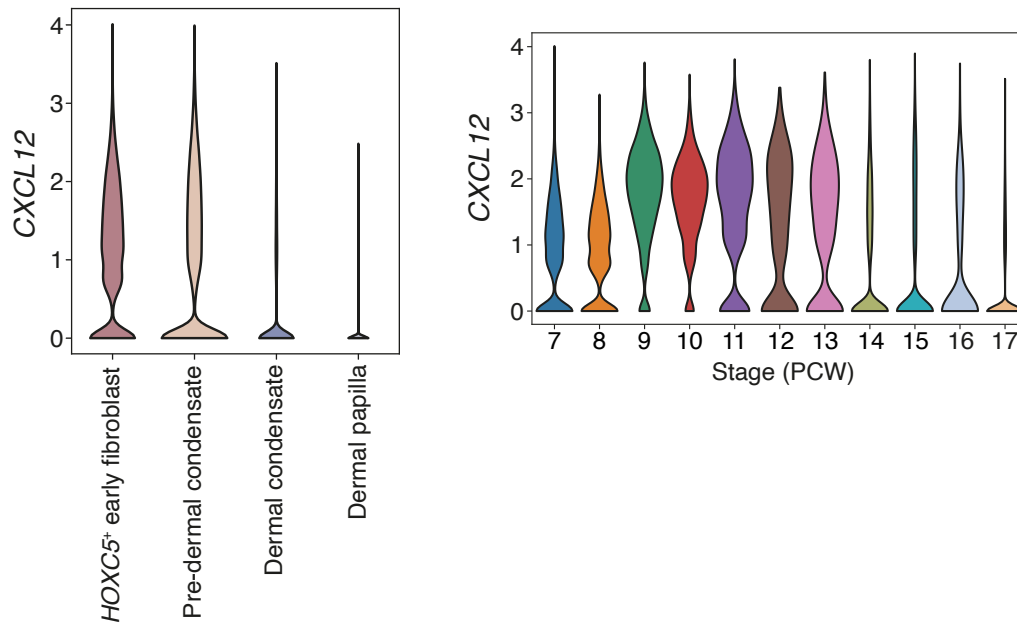 CXCL12
4
3
2
1
0
HOXC5+ early fibroblast
Pre-dermal condensate
Dermal condensate
Dermal papilla
CXCL12
4
3
2
1
0
7 8 9 10 11 12 13 14 15 16 17
Stage (PCW)